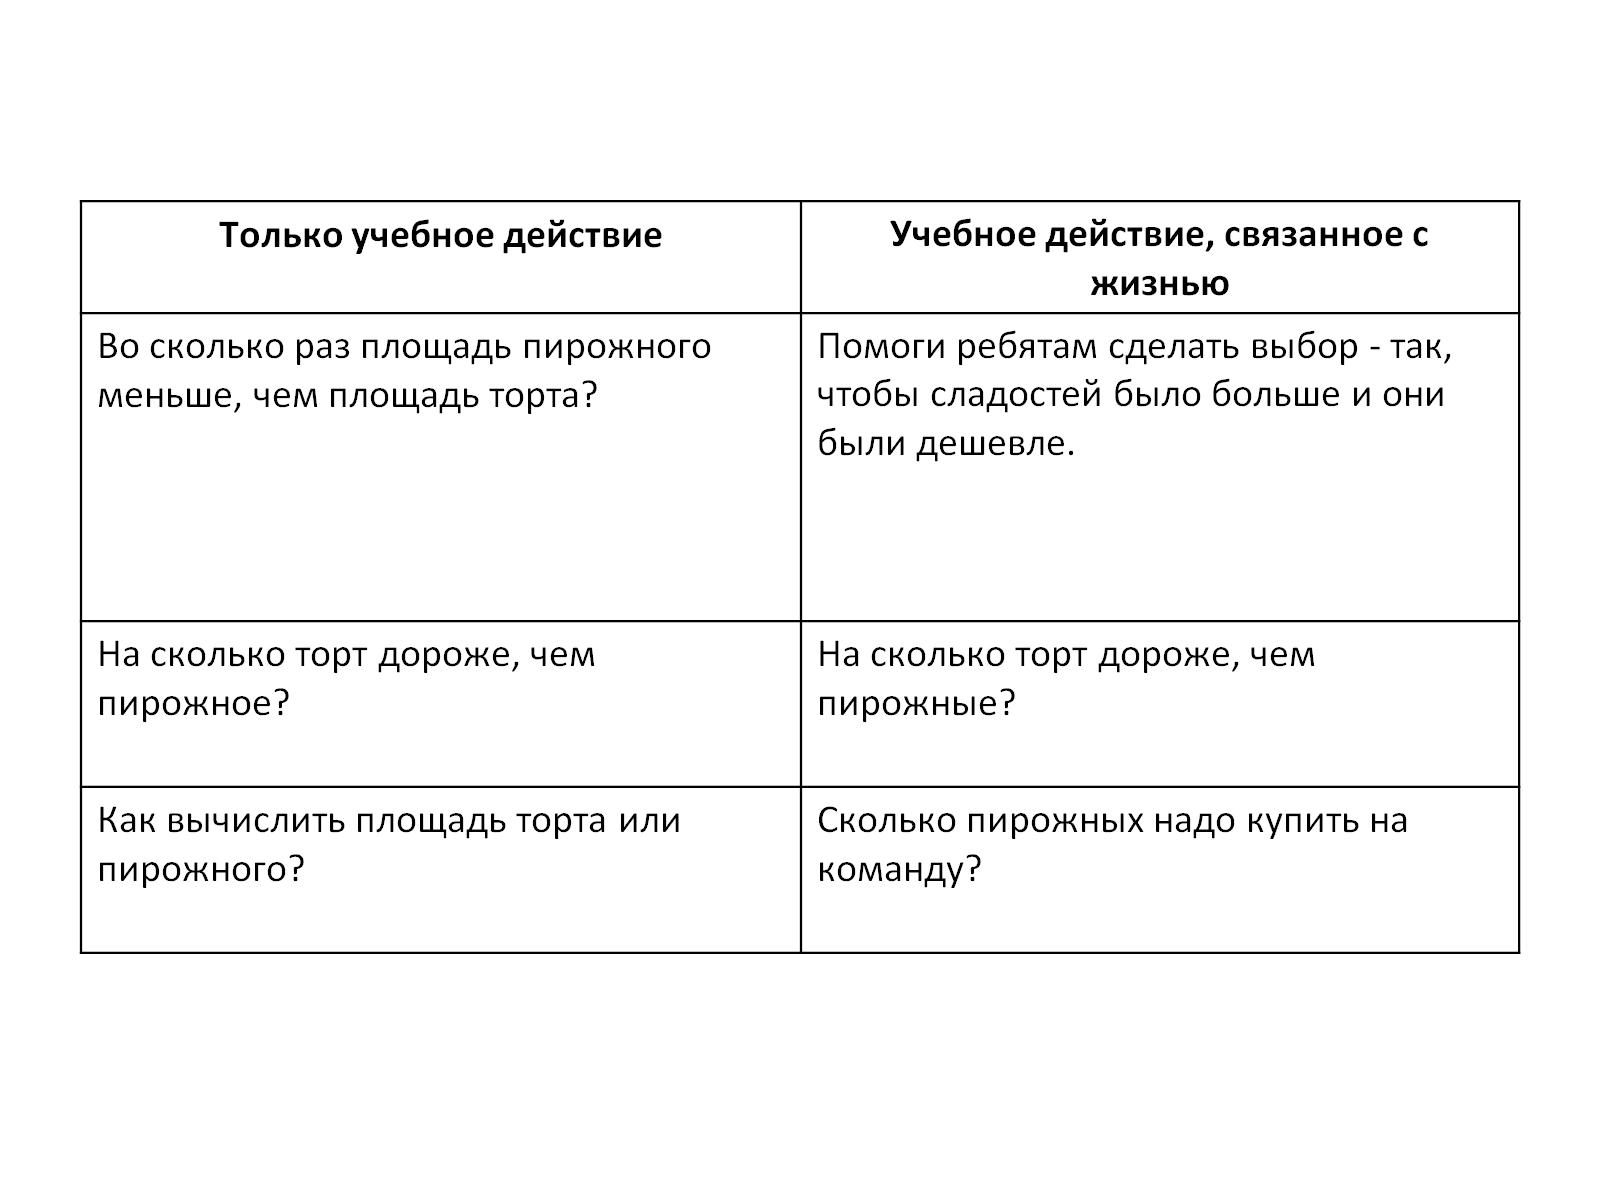 Только учебное действие
Учебное действие, связанное с
жизнью
Во сколько раз площадь пирожного
меньше, чем площадь торта?
Помоги ребятам сделать выбор - так,
чтобы сладостей было больше и они
были дешевле.
На сколько торт дороже, чем
пирожное?
На сколько торт дороже, чем
пирожные?
Как вычислить площадь торта или
пирожного?
Сколько пирожных надо купить на
команду?